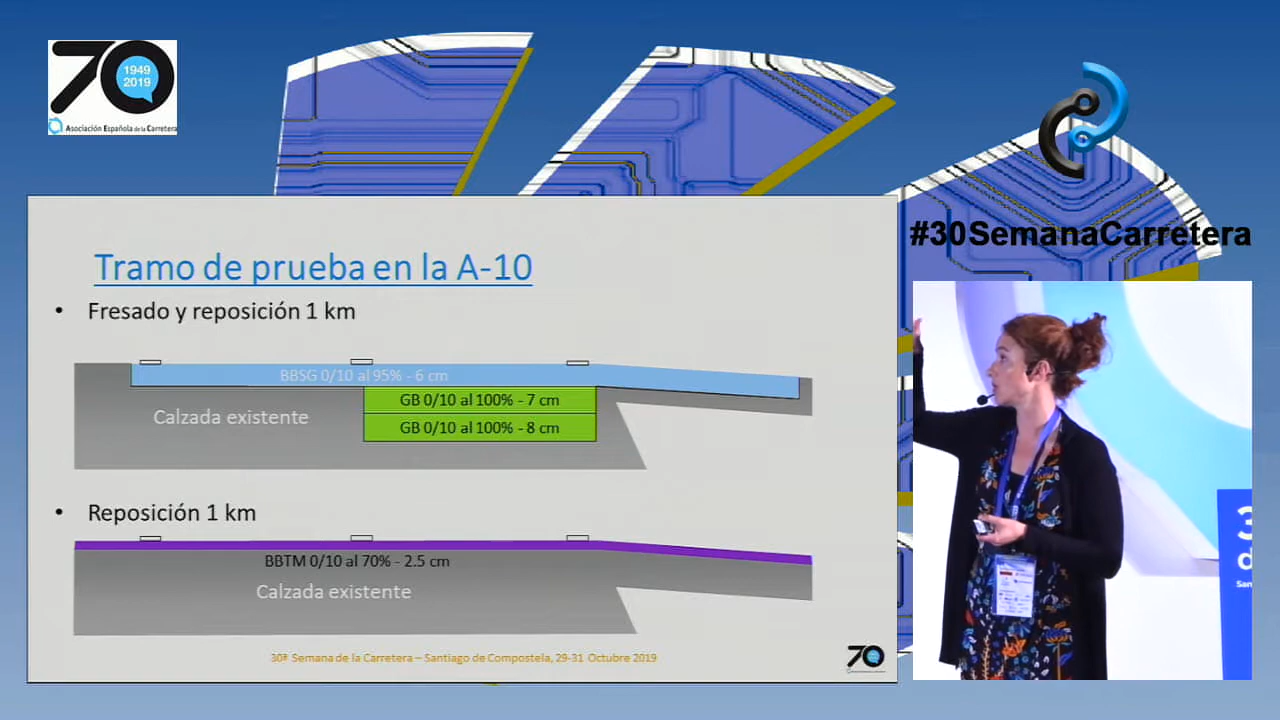 70
1949
2019
Asociación Española de la Carretera
#30SemanaCarretera
Tramo de prueba en la A-10
• Fresado y reposición 1 km
BBSG 0/10 al 95% - 6 cm
GB 0/10 al 100% - 7 cm
Calzada existente
GB 0/10 al 100% - 8 cm
• Reposición 1 km
BBTM 0/10 al 70% - 2.5 cm
Calzada existente
30ª Semana de la Carretera – Santiago de Compostela, 29-31 Octubre 2019
70
San